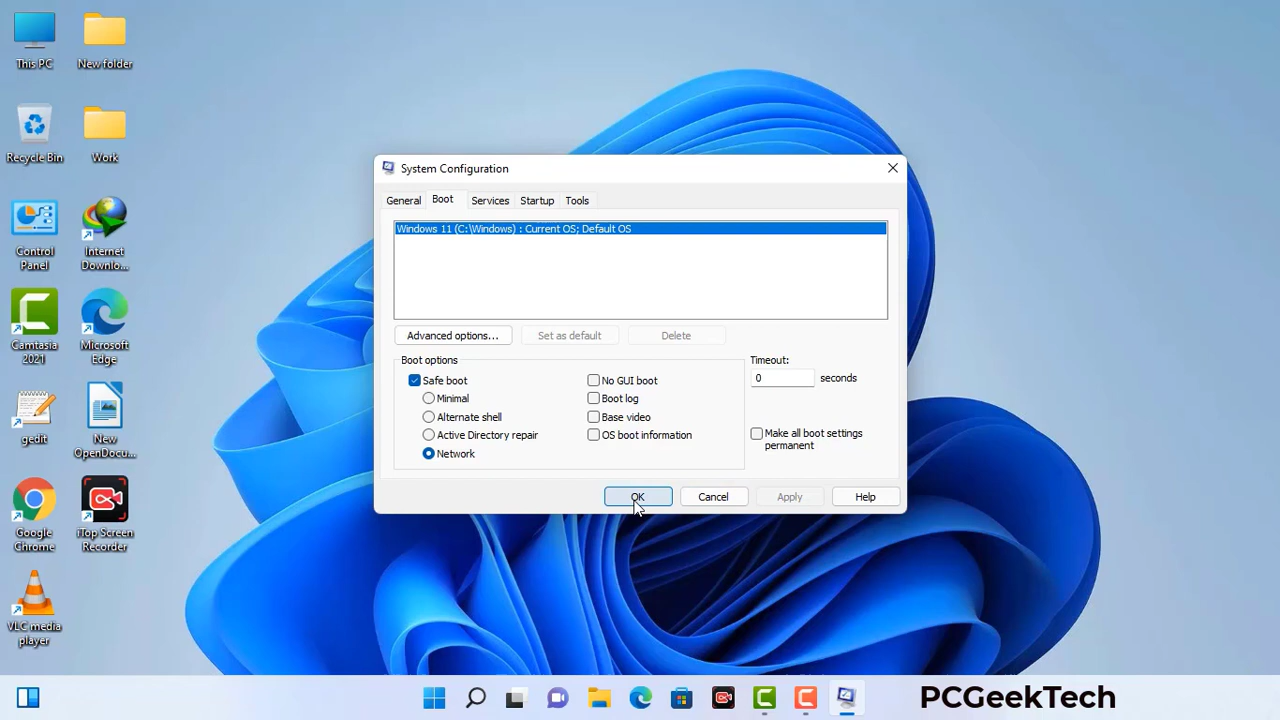 This PC
New folder
Recycle Bin
Work
Control
Panel
Internet
Downlo...
Camtasia
2021
Microsoft
Edge
gedit
New
OpenDocu...
Google
Chrome
iTop Screen
Recorder
VLC media
player
System Configuration
General
Boot
Services
Startup
Tools
Windows 11 (C:\Windows) : Current OS; Default OS
Advanced options...
Set as default
Delete
Boot options
Safe boot
Minimal
Alternate shell
Active Directory repair
Network
No GUI boot
Boot log
Base video
OS boot information
Timeout:
0 seconds
Make all boot settings
permanent
OK
Cancel
Apply
Help
PCGeekTech